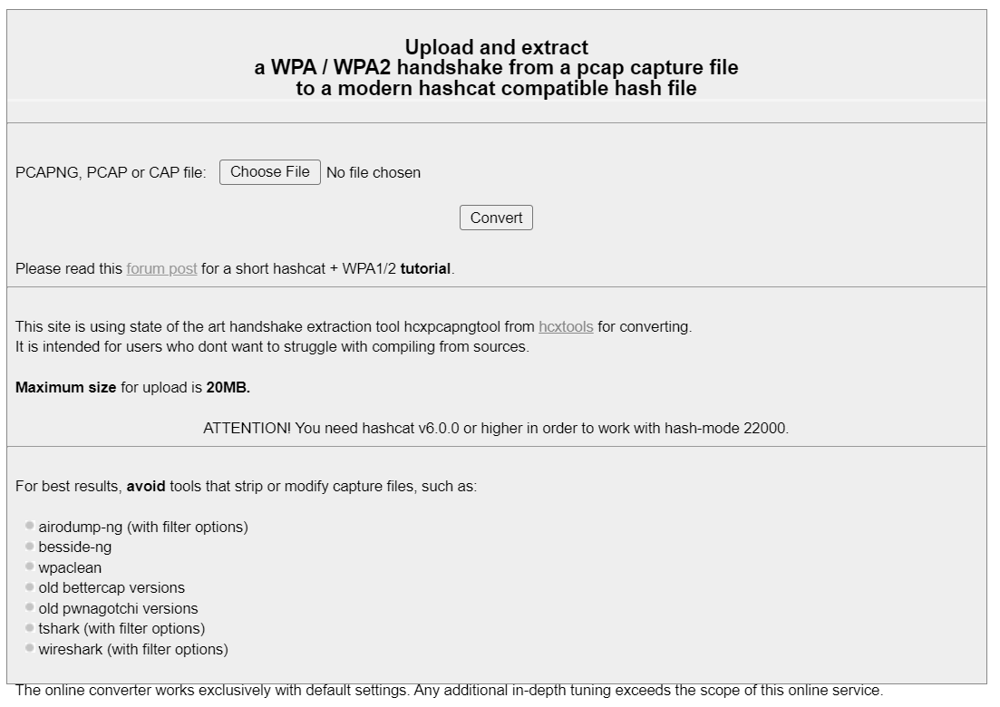 Upload and extract
a WPA / WPA2 handshake from a pcap capture file
to a modern hashcat compatible hash file
PCAPNG, PCAP or CAP file: Choose File No file chosen
Convert
Please read this forum post for a short hashcat + WPA1/2 tutorial.
This site is using state of the art handshake extraction tool hcxpcapngtool from hcxtools for converting.
It is intended for users who dont want to struggle with compiling from sources.
Maximum size for upload is 20MB.
ATTENTION! You need hashcat v6.0.0 or higher in order to work with hash-mode 22000.
For best results, avoid tools that strip or modify capture files, such as:
airodump-ng (with filter options)
besside-ng
wpaclean
old bettercap versions
old pwnagotchi versions
tshark (with filter options)
wireshark (with filter options)
The online converter works exclusively with default settings. Any additional in-depth tuning exceeds the scope of this online service.